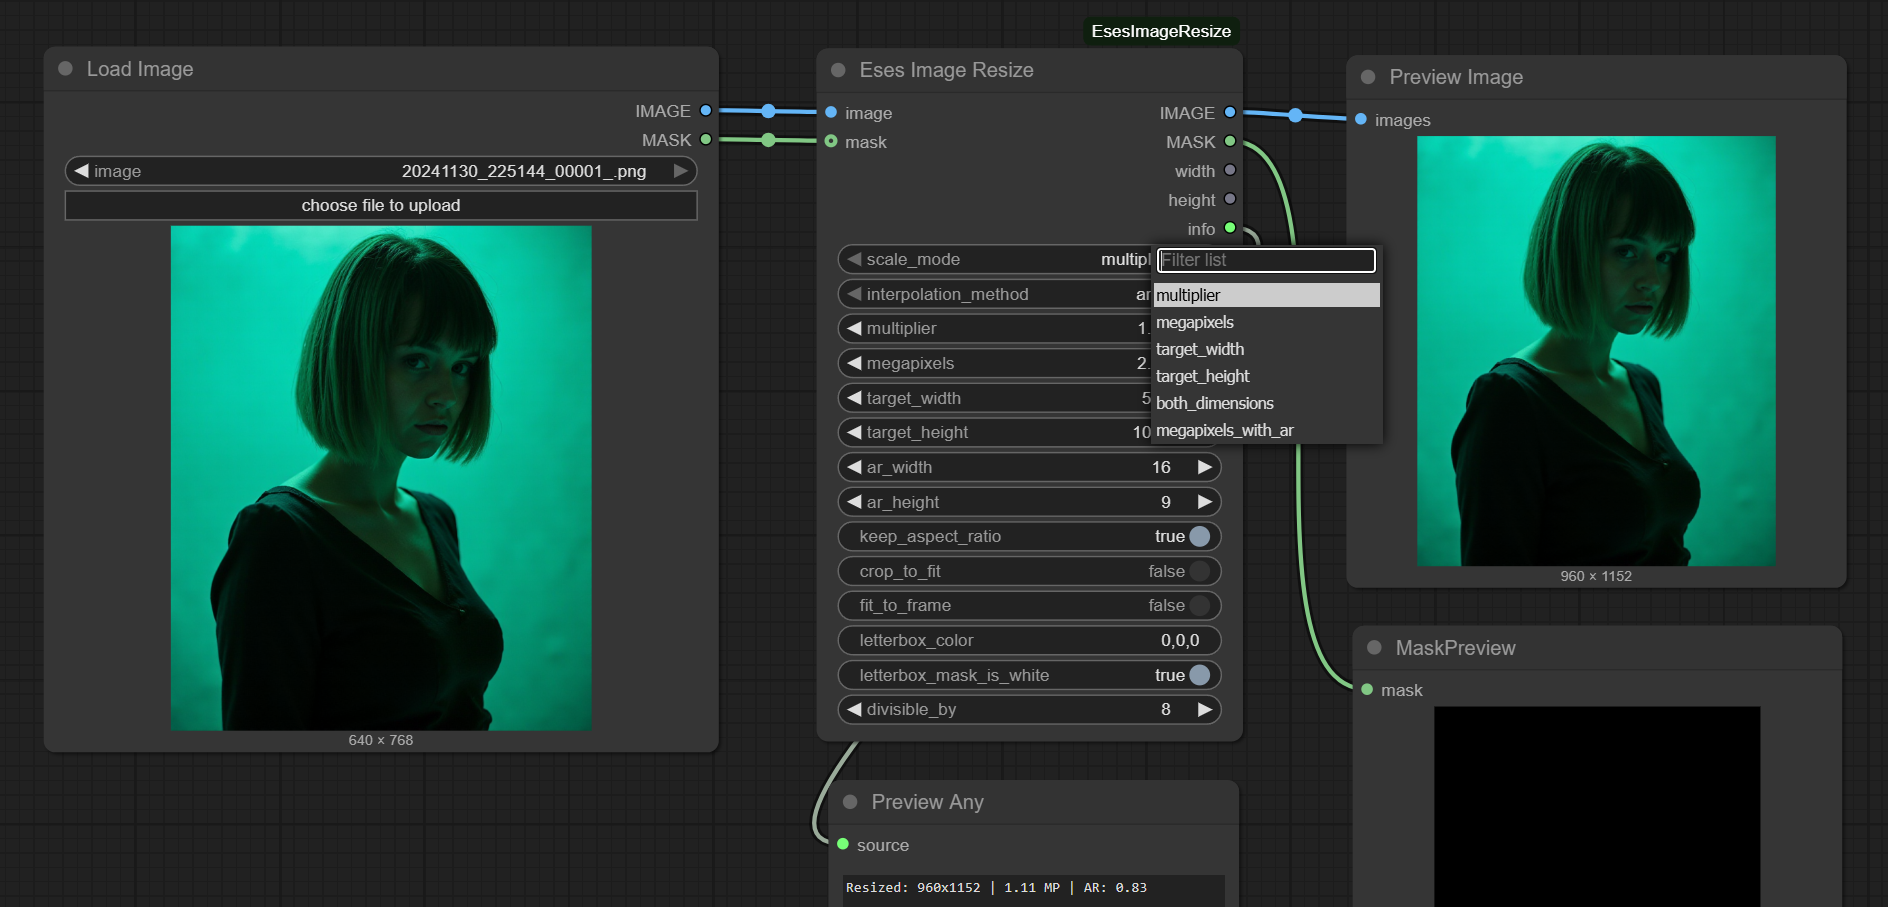 EsesImageResize
Load Image
IMAGE
MASK
image 20241130_225144_00001_.png
choose file to upload
640 × 768
Eses Image Resize
image IMAGE
mask MASK
width
height
info
scale_mode multipl
interpolation_method
multiplier 1.
megapixels 2.
target_width 5
target_height 10
ar_width 16
ar_height 9
keep_aspect_ratio true
crop_to_fit false
fit_to_frame false
letterbox_color 0,0,0
letterbox_mask_is_white true
divisible_by 8
Filter list
multiplier
megapixels
target_width
target_height
both_dimensions
megapixels_with_ar
Preview Image
images
960 × 1152
MaskPreview
mask
Preview Any
source
Resized: 960x1152 | 1.11 MP | AR: 0.83